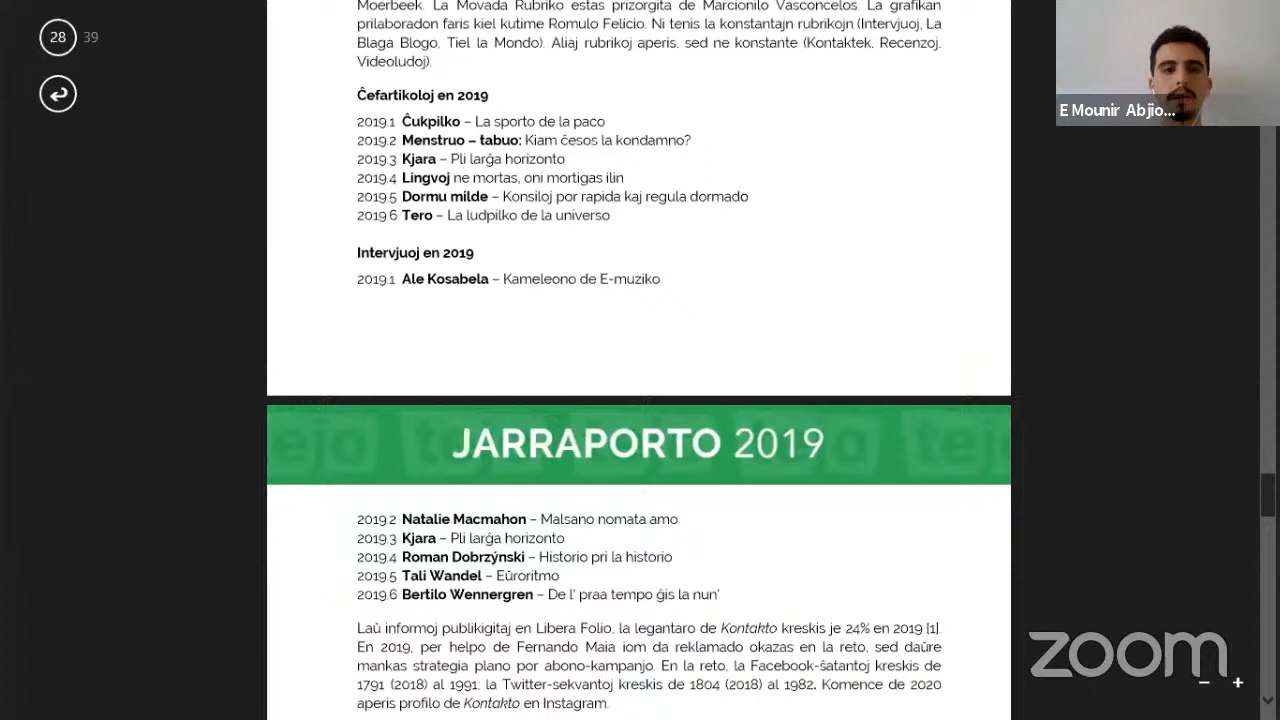 28 39
Moerbeek. La Movada Rubriko estas prizorgita de Marcionilo Vasconcelos. La grafikan
prilaboradon faris kiel kutime Romulo Felicio. Ni tenis la konstantajn rubrikojn (Intervjuoj, La
Blaga Blogo, Tiel la Mondo). Aliaj rubrikoj aperis, sed ne konstante (Kontaktek, Recenzoj,
Videoludoj).
Ĉefartikoloj en 2019
2019.1 Ĉukpilko – La sporto de la paco
2019.2 Menstruo – tabuo: Kiam ĉesos la kondamno?
2019.3 Kjara – Pli larĝa horizonto
2019.4 Lingvoj ne mortas, oni mortigas ilin
2019.5 Dormu milde – Konsiloj por rapida kaj regula dormado
2019.6 Tero – La ludpilko de la universo
Intervjuoj en 2019
2019.1 Ale Kosabela – Kameleono de E-muziko
E Mounir Abjio...
tejo tejo
JARRAPORTO 2019
2019.2 Natalie Macmahon – Malsano nomata amo
2019.3 Kjara – Pli larĝa horizonto
2019.4 Roman Dobrzýnski – Historio pri la historio
2019.5 Tali Wandel – Eŭroritmo
2019.6 Bertilo Wennergren – De l' praa tempo ĝis la nun'
Laŭ informoj publikigitaj en Libera Folio, la legantaro de Kontakto kreskis je 24% en 2019 [1].
En 2019, per helpo de Fernando Maia iom da reklamado okazas en la reto, sed daŭre
mankas strategia plano por abono-kampanjo. En la reto, la Facebook-ŝatantoj kreskis de
1791 (2018) al 1991; la Twitter-sekvantoj kreskis de 1804 (2018) al 1982. Komence de 2020
aperis profilo de Kontakto en Instagram.
zoom